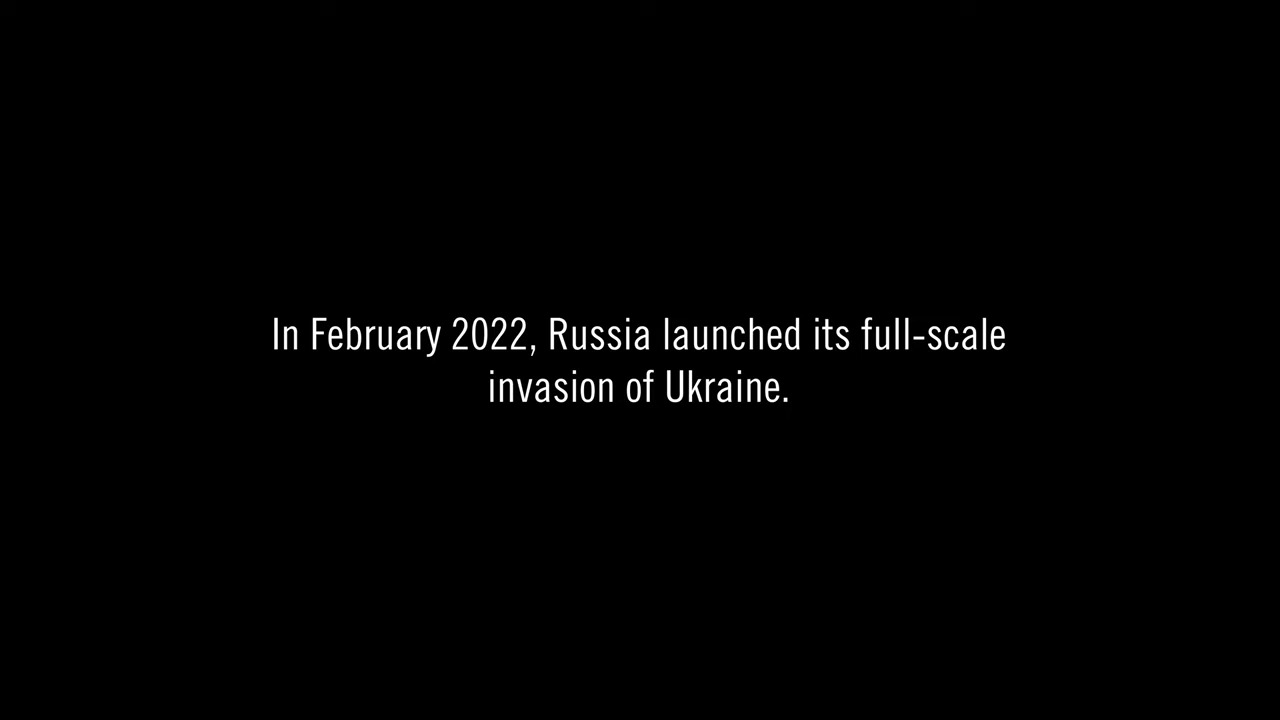 In February 2022, Russia launched its full-scale
invasion of Ukraine.